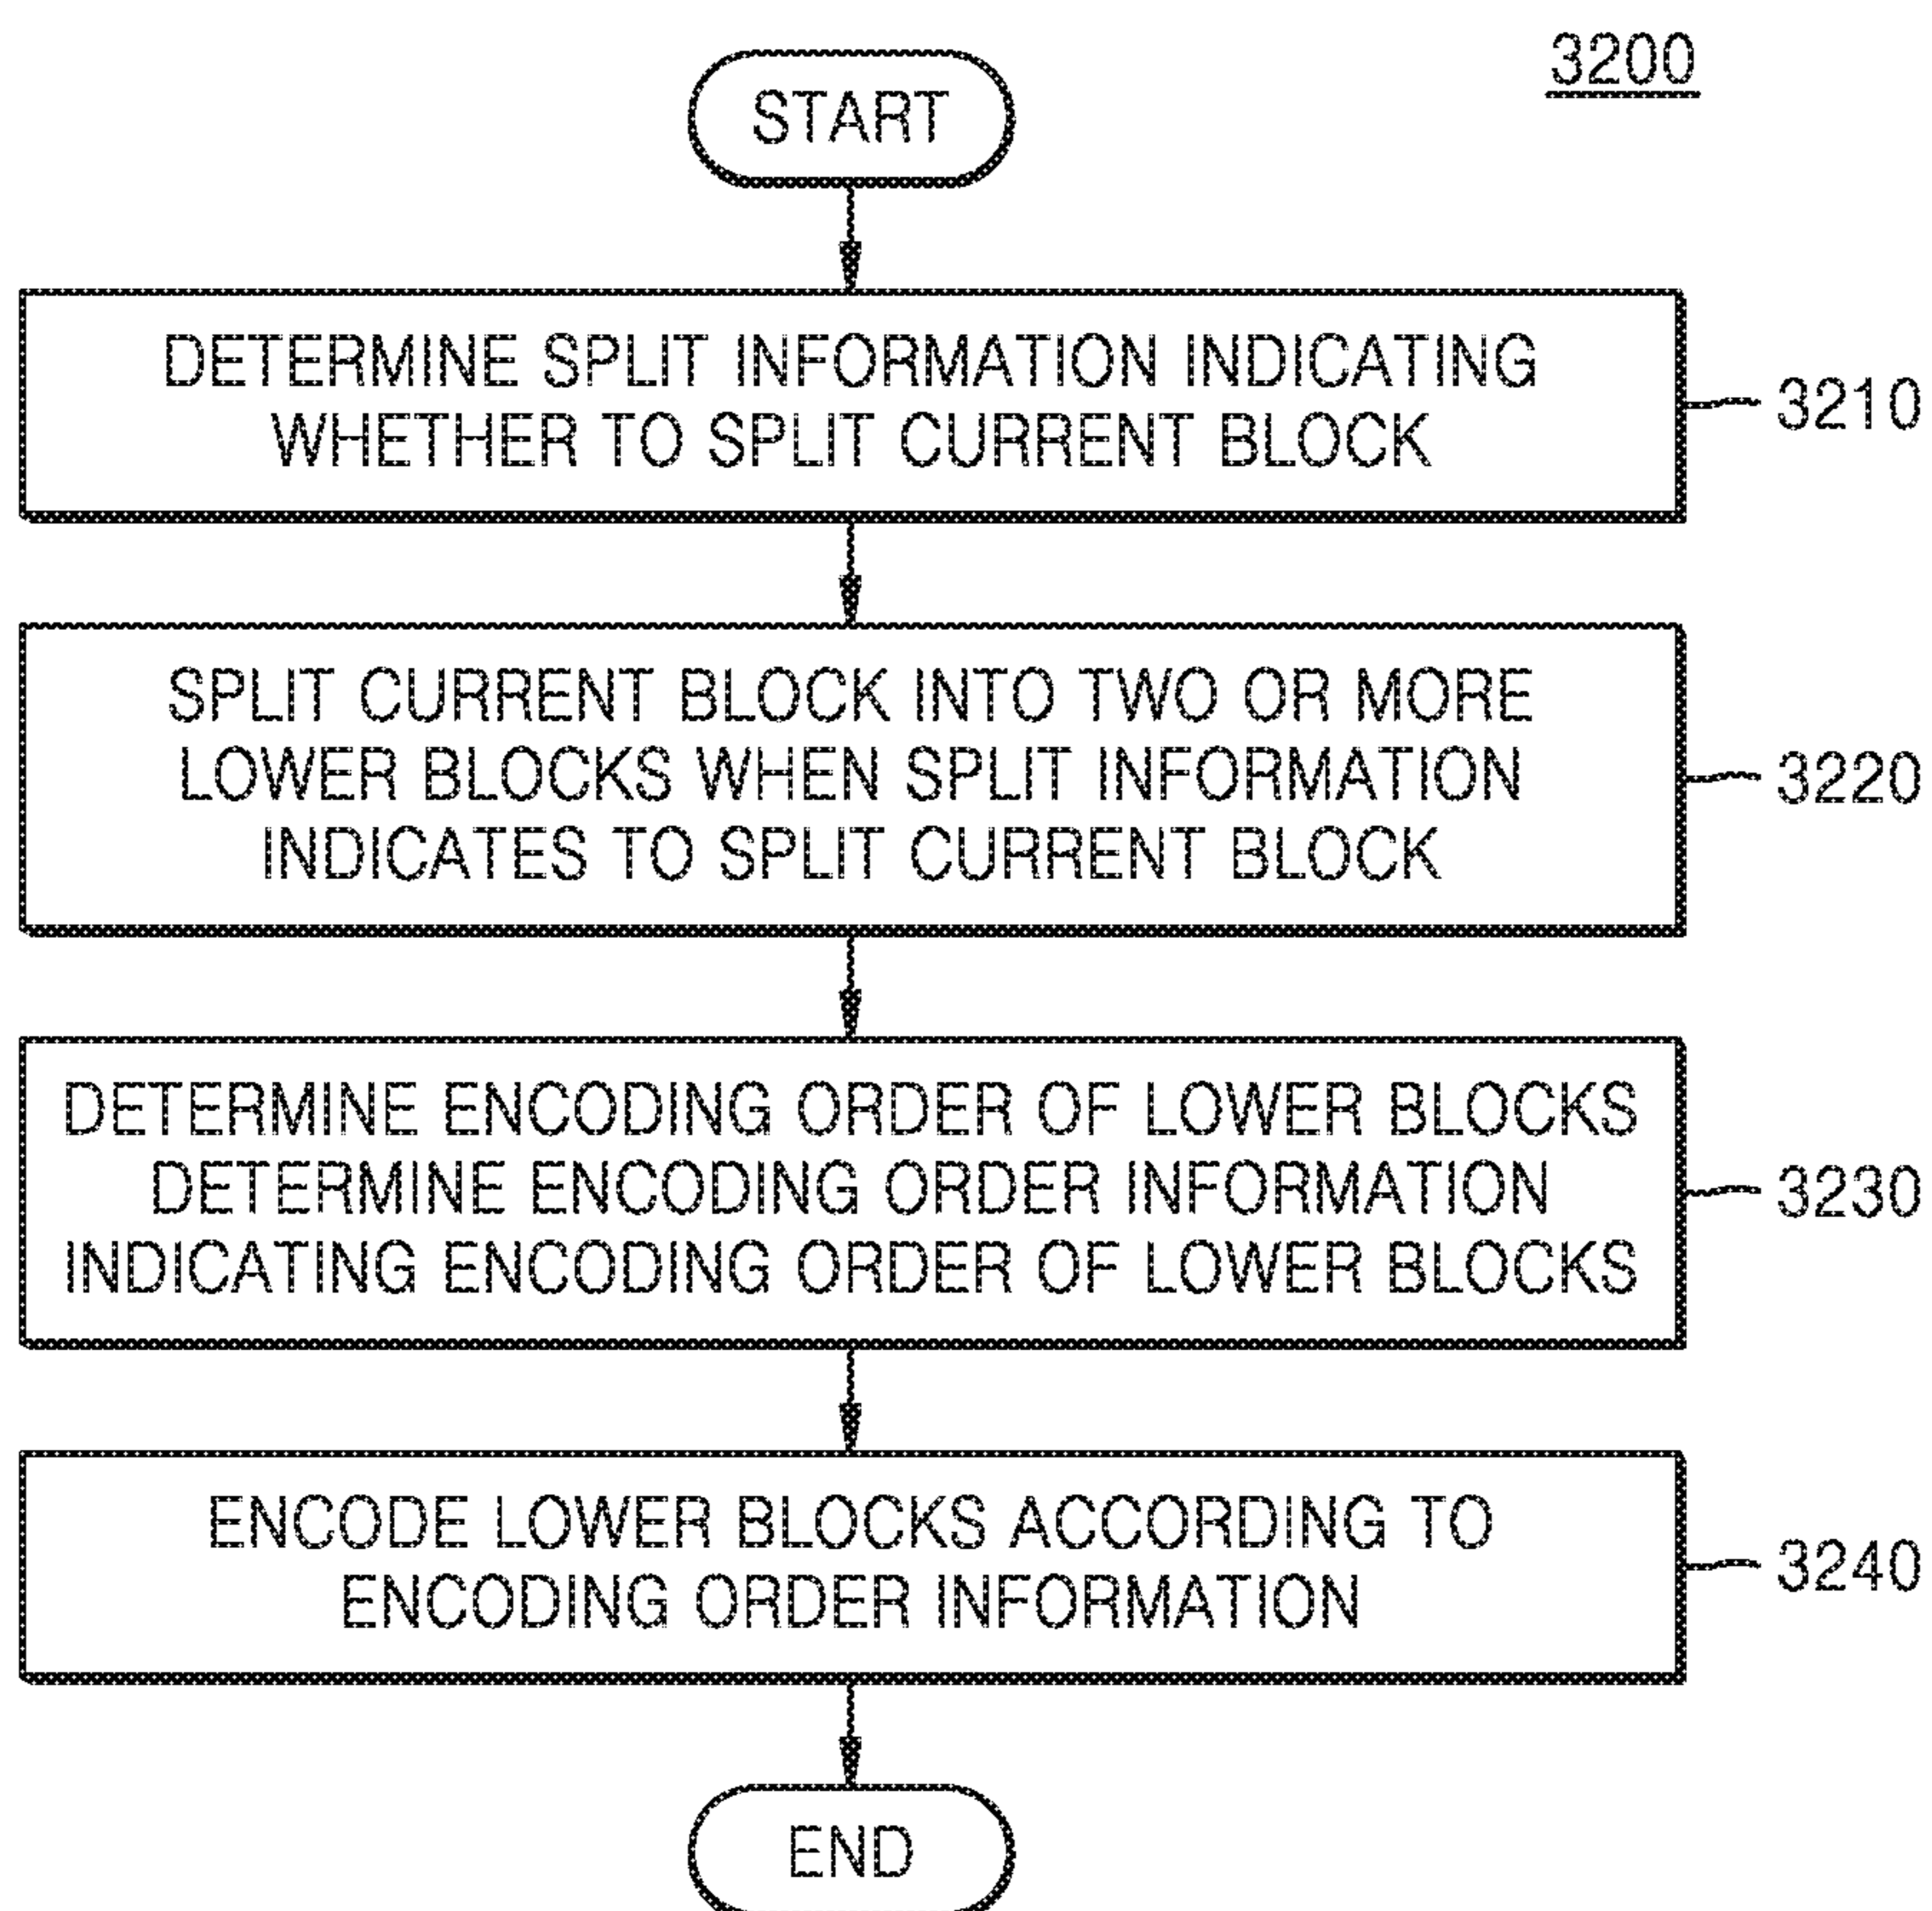 3200
START
DETERMINE SPLIT INFORMATION INDICATING
WHETHER TO SPLIT CURRENT BLOCK
3210
SPLIT CURRENT BLOCK INTO TWO OR MORE
LOWER BLOCKS WHEN SPLIT INFORMATION
INDICATES TO SPLIT CURRENT BLOCK
3220
DETERMINE ENCODING ORDER OF LOWER BLOCKS
DETERMINE ENCODING ORDER INFORMATION
INDICATING ENCODING ORDER OF LOWER BLOCKS
3230
ENCODE LOWER BLOCKS ACCORDING TO
ENCODING ORDER INFORMATION
3240
END